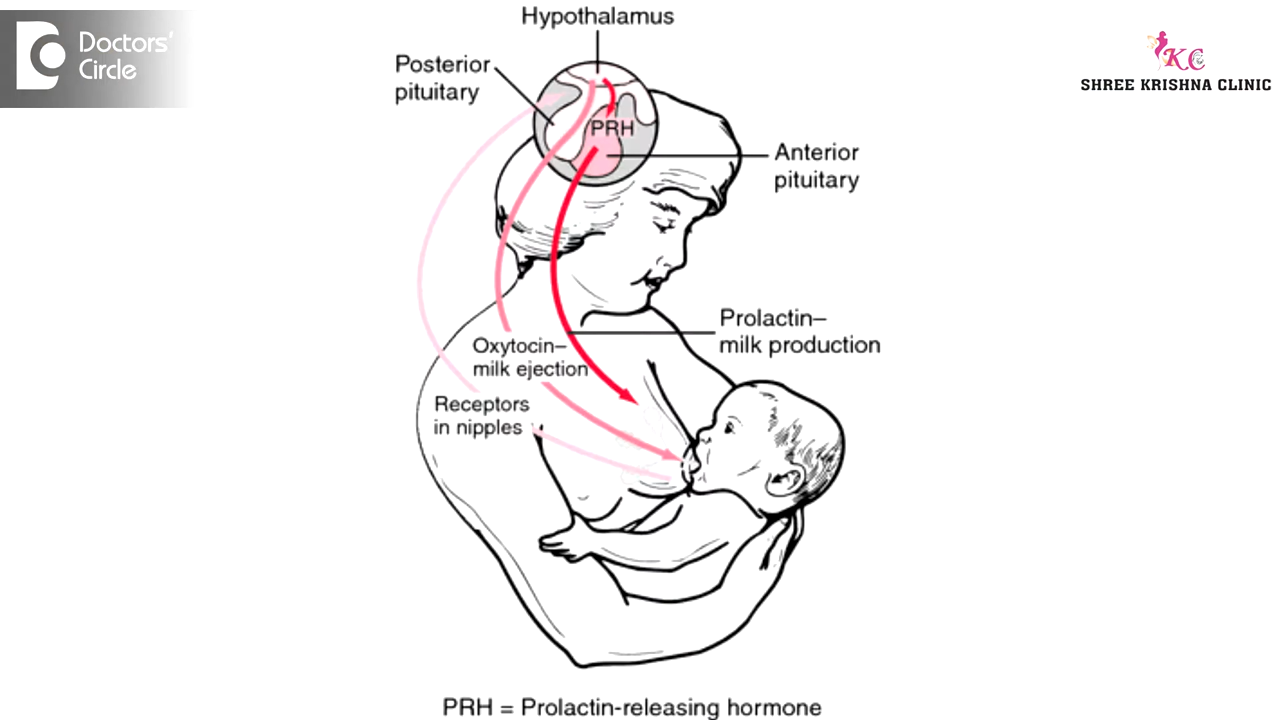 Doctors'
Circle
KC
SHREE KRISHNA CLINIC
Hypothalamus
Posterior
pituitary
PRH
Anterior
pituitary
Prolactin–
milk production
Oxytocin–
milk ejection
Receptors
in nipples
PRH = Prolactin-releasing hormone